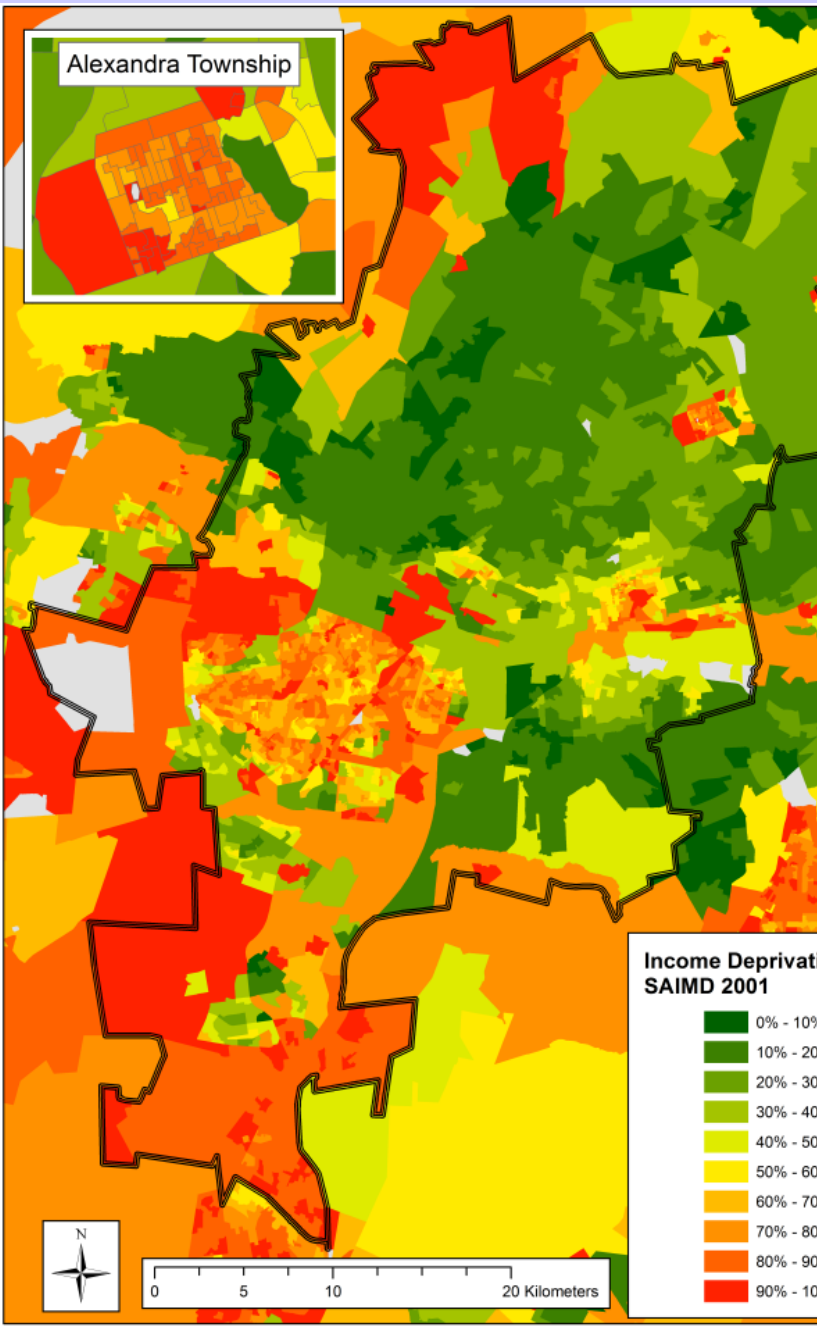 Alexandra Township
Income Deprivati
SAIMD 2001
0% - 10%
10% - 20
20% - 30
30% - 40
40% - 50
50% - 60
60% - 70
70% - 80
80% - 90
90% - 10
N
0 5 10 20 Kilometers